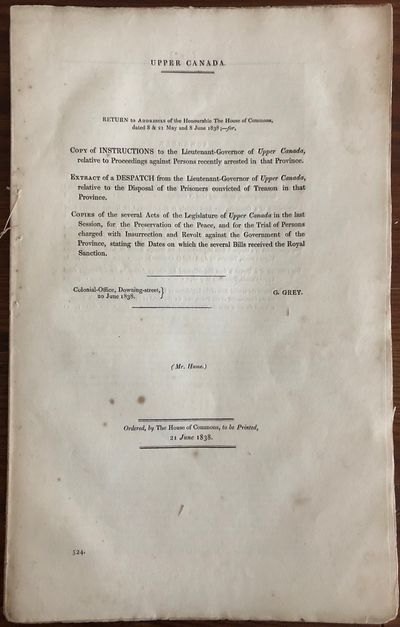 UPPER CANADA.
RETURN to ADDRESSES of the Honourable The House of Commons,
dated 8 & 21 May and 8 June 1838;—for,
COPY of INSTRUCTIONS to the Lieutenant-Governor of Upper Canada,
relative to Proceedings against Persons recently arrested in that Province.
EXTRACT of a DESPATCH from the Lieutenant-Governor of Upper Canada,
relative to the Disposal of the Prisoners convicted of Treason in that
Province.
COPIES of the several Acts of the Legislature of Upper Canada in the last
Session, for the Preservation of the Peace, and for the Trial of Persons
charged with Insurrection and Revolt against the Government of the
Province, stating the Dates on which the several Bills received the Royal
Sanction.
Colonial-Office, Downing-street,}
20 June 1838.
G. GREY.
(Mr. Hume.)
Ordered, by The House of Commons, to be Printed,
21 June 1838.
524.